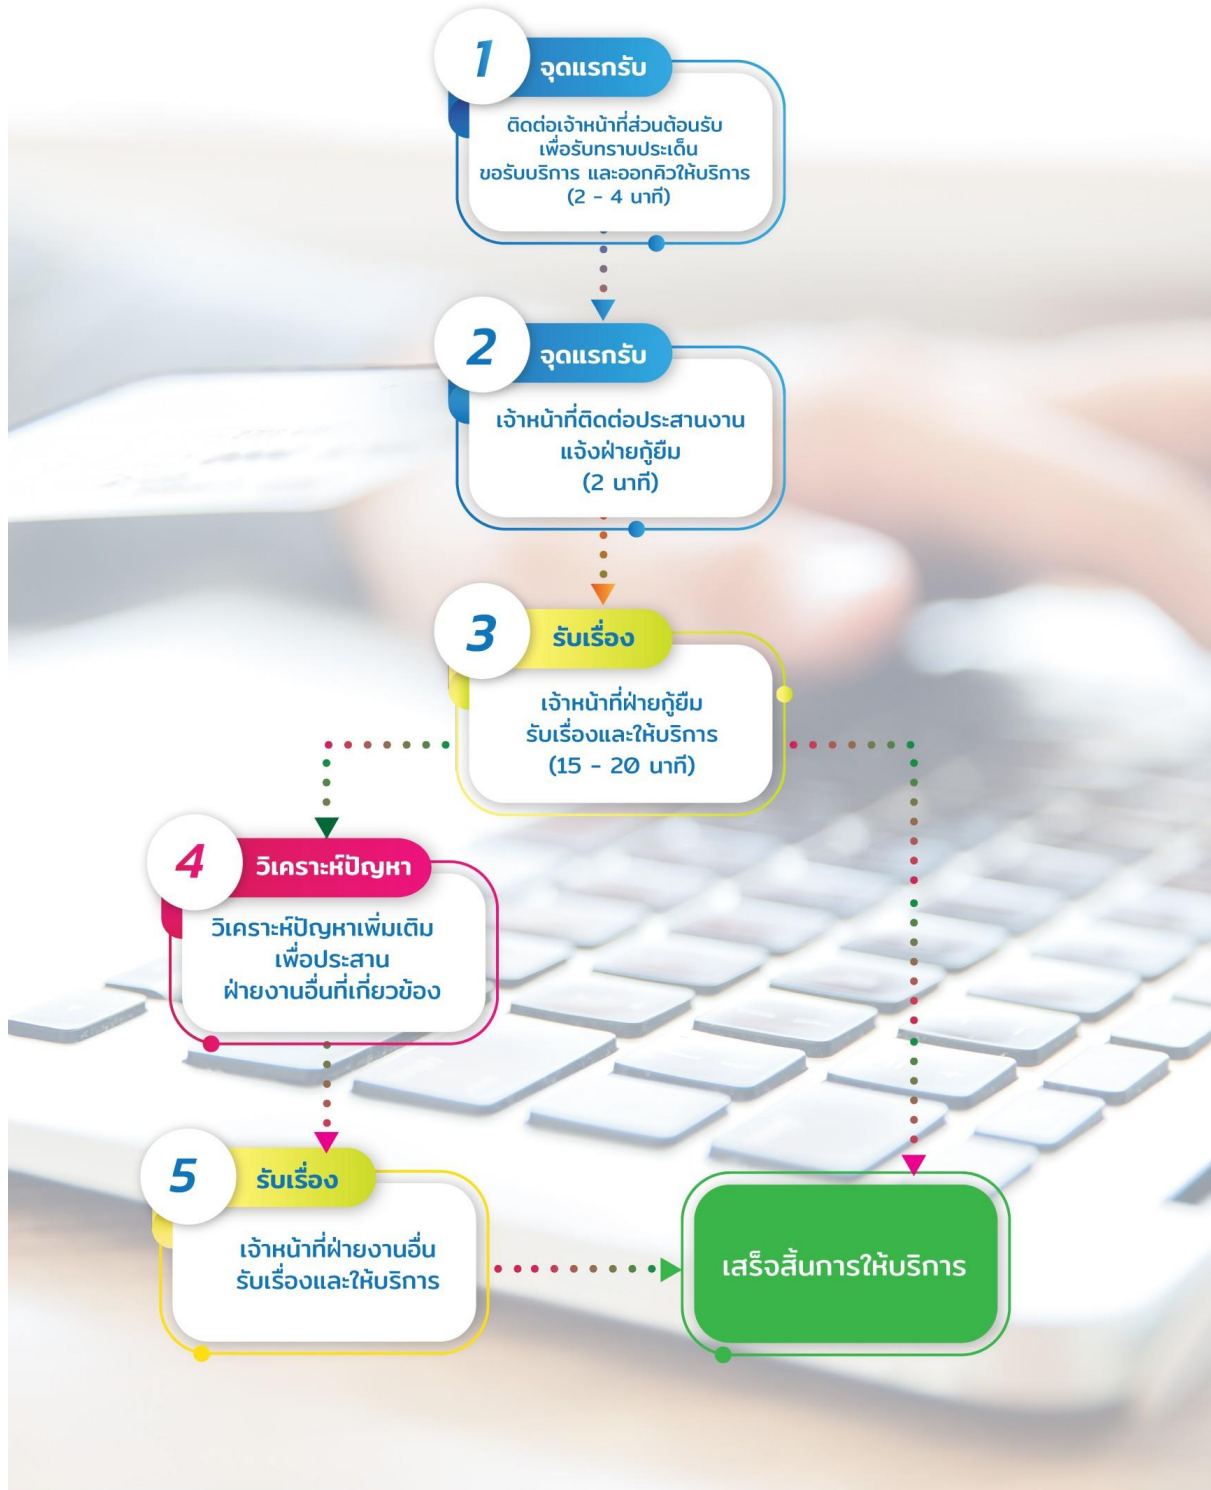 1
จุดแรกรับ
ติดต่อเจ้าหน้าที่ส่วนต้อนรับ
เพื่อรับทราบประเด็น
ขอรับบริการ และออกคิวให้บริการ
(2 - 4 นาที)
2
จุดแรกรับ
เจ้าหน้าที่ติดต่อประสานงาน
แจ้งฝ่ายกู้ยืม
(2 นาที)
3
รับเรื่อง
เจ้าหน้าที่ฝ่ายกู้ยืม
รับเรื่องและให้บริการ
(15 - 20 นาที)
4
วิเคราะห์ปัญหา
วิเคราะห์ปัญหาเพิ่มเติม
เพื่อประสาน
ฝ่ายงานอื่นที่เกี่ยวข้อง
5
รับเรื่อง
เจ้าหน้าที่ฝ่ายงานอื่น
รับเรื่องและให้บริการ
เสร็จสิ้นการให้บริการ